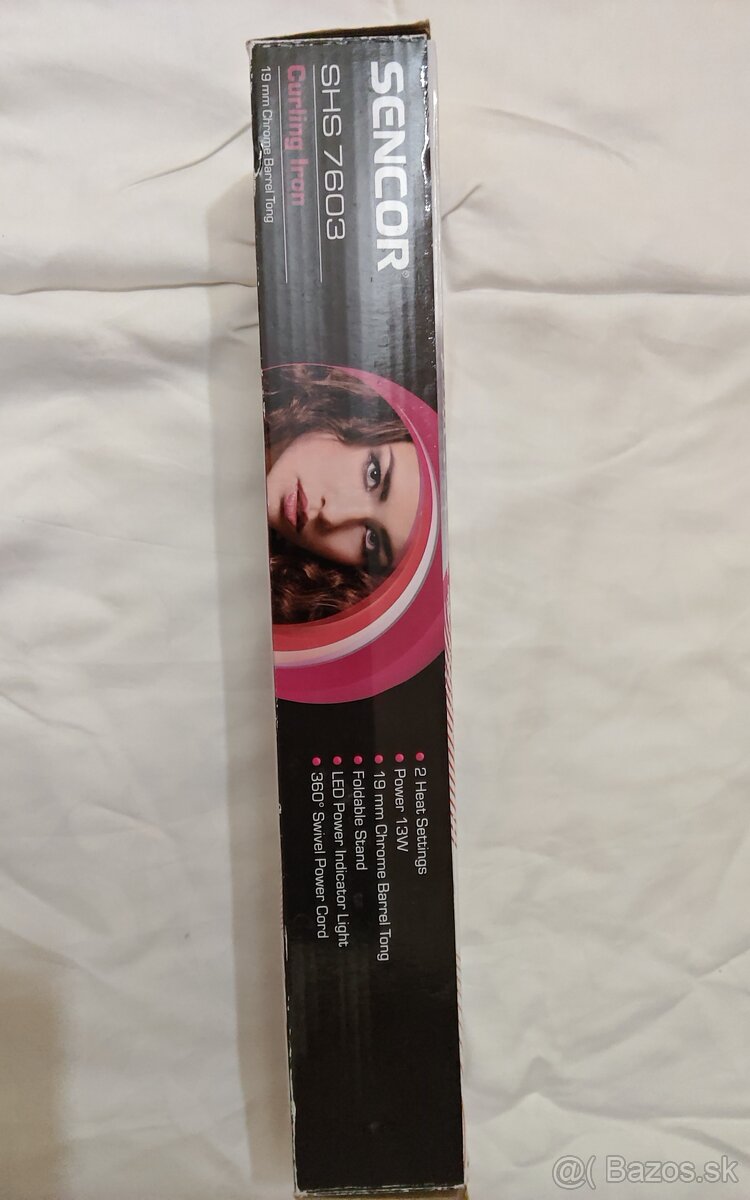 SENCOR®
SHS 7603
Curling Iron
19 mm Chrome Barrel Tong
2 Heat Settings
Power 13W
19 mm Chrome Barrel Tong
Foldable Stand
LED Power Indicator Light
360° Swivel Power Cord
@( Bazos.sk